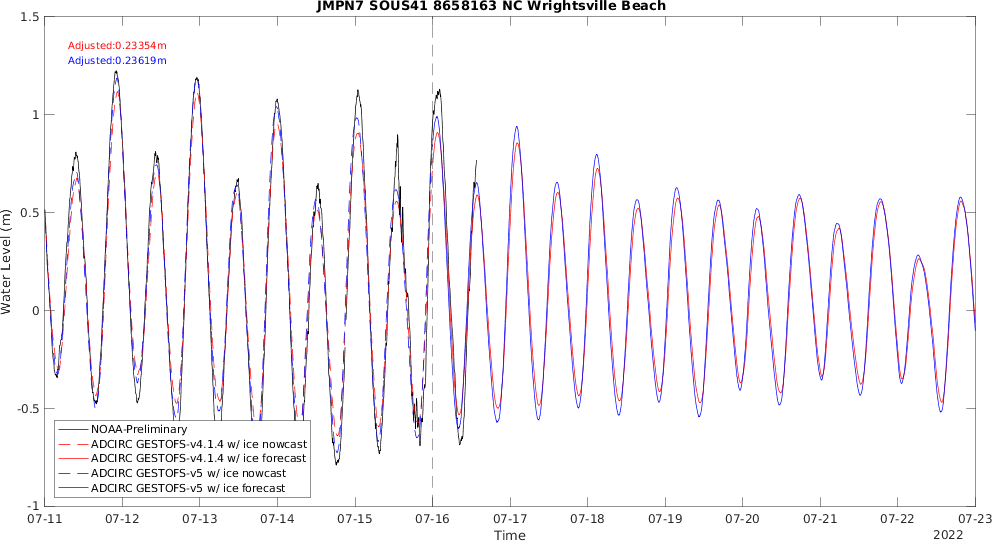 JMPN7 SOUS41 8658163 NC Wrightsville Beach
Adjusted:0.23354m
Adjusted:0.23619m
1.5
1
0.5
0
-0.5
-1
Water Level (m)
NOAA-Preliminary
ADCIRC GESTOFS-v4.1.4 w/ ice nowcast
ADCIRC GESTOFS-v4.1.4 w/ ice forecast
ADCIRC GESTOFS-v5 w/ ice nowcast
ADCIRC GESTOFS-v5 w/ ice forecast
07-11 07-12 07-13 07-14 07-15 07-16 07-17 07-18 07-19 07-20 07-21 07-22 07-23
Time
2022